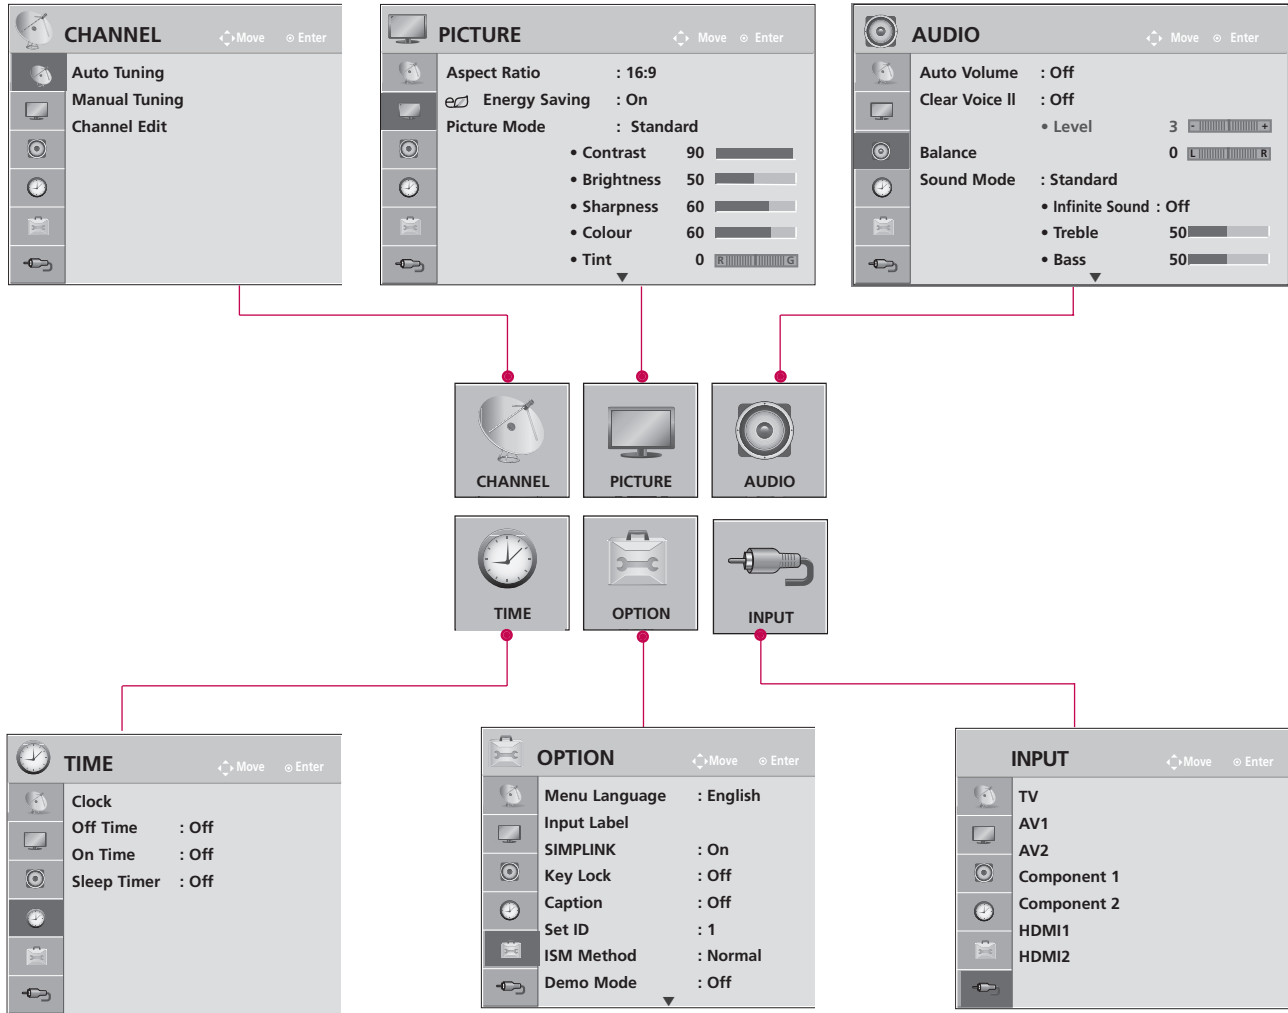 CHANNEL Move Enter
Auto Tuning
Manual Tuning
Channel Edit
PICTURE Move Enter
Aspect Ratio : 16:9
Energy Saving : On
Picture Mode : Standard
• Contrast 90
• Brightness 50
• Sharpness 60
• Colour 60
• Tint 0 R G
AUDIO Move Enter
Auto Volume : Off
Clear Voice II : Off
• Level 3 - +
Balance 0 L R
Sound Mode : Standard
• Infinite Sound : Off
• Treble 50
• Bass 50
CHANNEL
PICTURE
AUDIO
TIME
OPTION
INPUT
TIME Move Enter
Clock
Off Time : Off
On Time : Off
Sleep Timer : Off
OPTION Move Enter
Menu Language : English
Input Label
SIMPLINK : On
Key Lock : Off
Caption : Off
Set ID : 1
ISM Method : Normal
Demo Mode : Off
INPUT Move Enter
TV
AV1
AV2
Component 1
Component 2
HDMI1
HDMI2